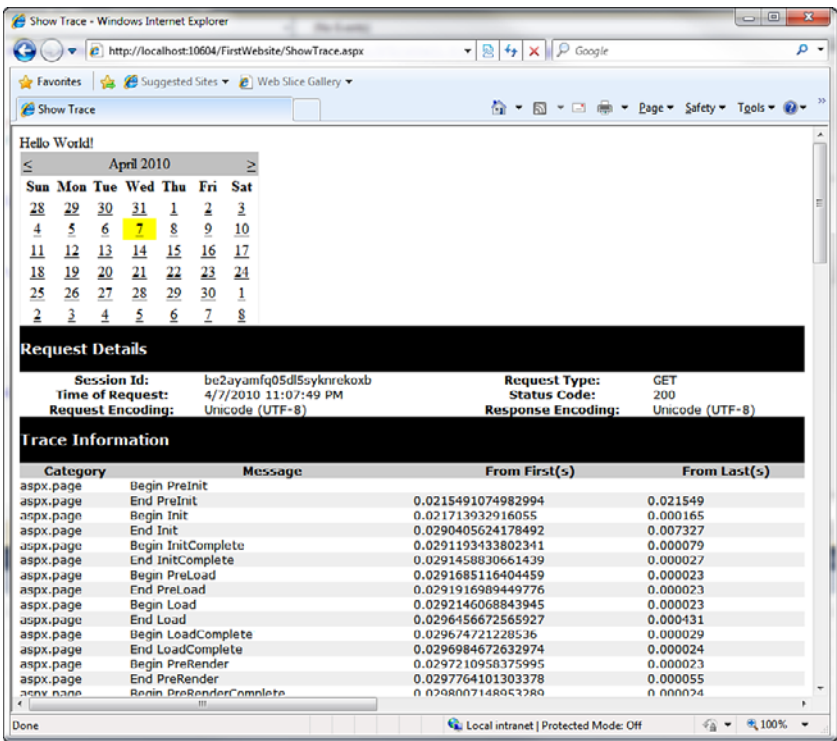 Show Trace - Windows Internet Explorer
http://localhost:10604/FirstWebsite/ShowTrace.aspx
Google
Favorites Suggested Sites Web Slice Gallery
Show Trace Page Safety Tools
Hello World!
< April 2010 >
Sun Mon Tue Wed Thu Fri Sat
28 29 30 31 1 2 3
4 5 6 7 8 9 10
11 12 13 14 15 16 17
18 19 20 21 22 23 24
25 26 27 28 29 30 1
2 3 4 5 6 7 8
Request Details
Session Id: be2ayamfq05dl5syknrekoxb Request Type: GET
Time of Request: 4/7/2010 11:07:49 PM Status Code: 200
Request Encoding: Unicode (UTF-8) Response Encoding: Unicode (UTF-8)
Trace Information
Category Message From First(s) From Last(s)
aspx.page Begin PreInit
aspx.page End PreInit 0.0215491074982994 0.021549
aspx.page Begin Init 0.021713932916055 0.000165
aspx.page End Init 0.0290405624178492 0.007327
aspx.page Begin InitComplete 0.0291193433802341 0.000079
aspx.page End InitComplete 0.0291458830661439 0.000027
aspx.page Begin PreLoad 0.0291685116404459 0.000023
aspx.page End PreLoad 0.0291916989449776 0.000023
aspx.page Begin Load 0.0292146068843945 0.000023
aspx.page End Load 0.0296456672565927 0.000431
aspx.page Begin LoadComplete 0.029674721228536 0.000029
aspx.page End LoadComplete 0.0296984672632974 0.000024
aspx.page Begin PreRender 0.0297210958375995 0.000023
aspx.page End PreRender 0.0297764101303378 0.000055
aspx.page Begin PreRenderComplete 0.0298007148953289 0.000024
Done Local intranet | Protected Mode: Off 100%